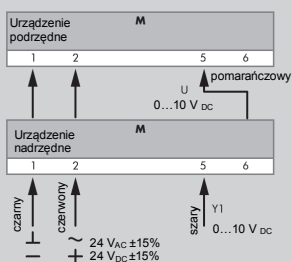 Urządzenie
podrzędne
M
1 2 5 6
pomarańczowy
U
0...10 V DC
Urządzenie
nadrzędne
M
1 2 5 6
czarny
czerwony
szary
Y1
0...10 V DC
⊥ ~ 24 VAC ±15%
− + 24 VDC ±15%